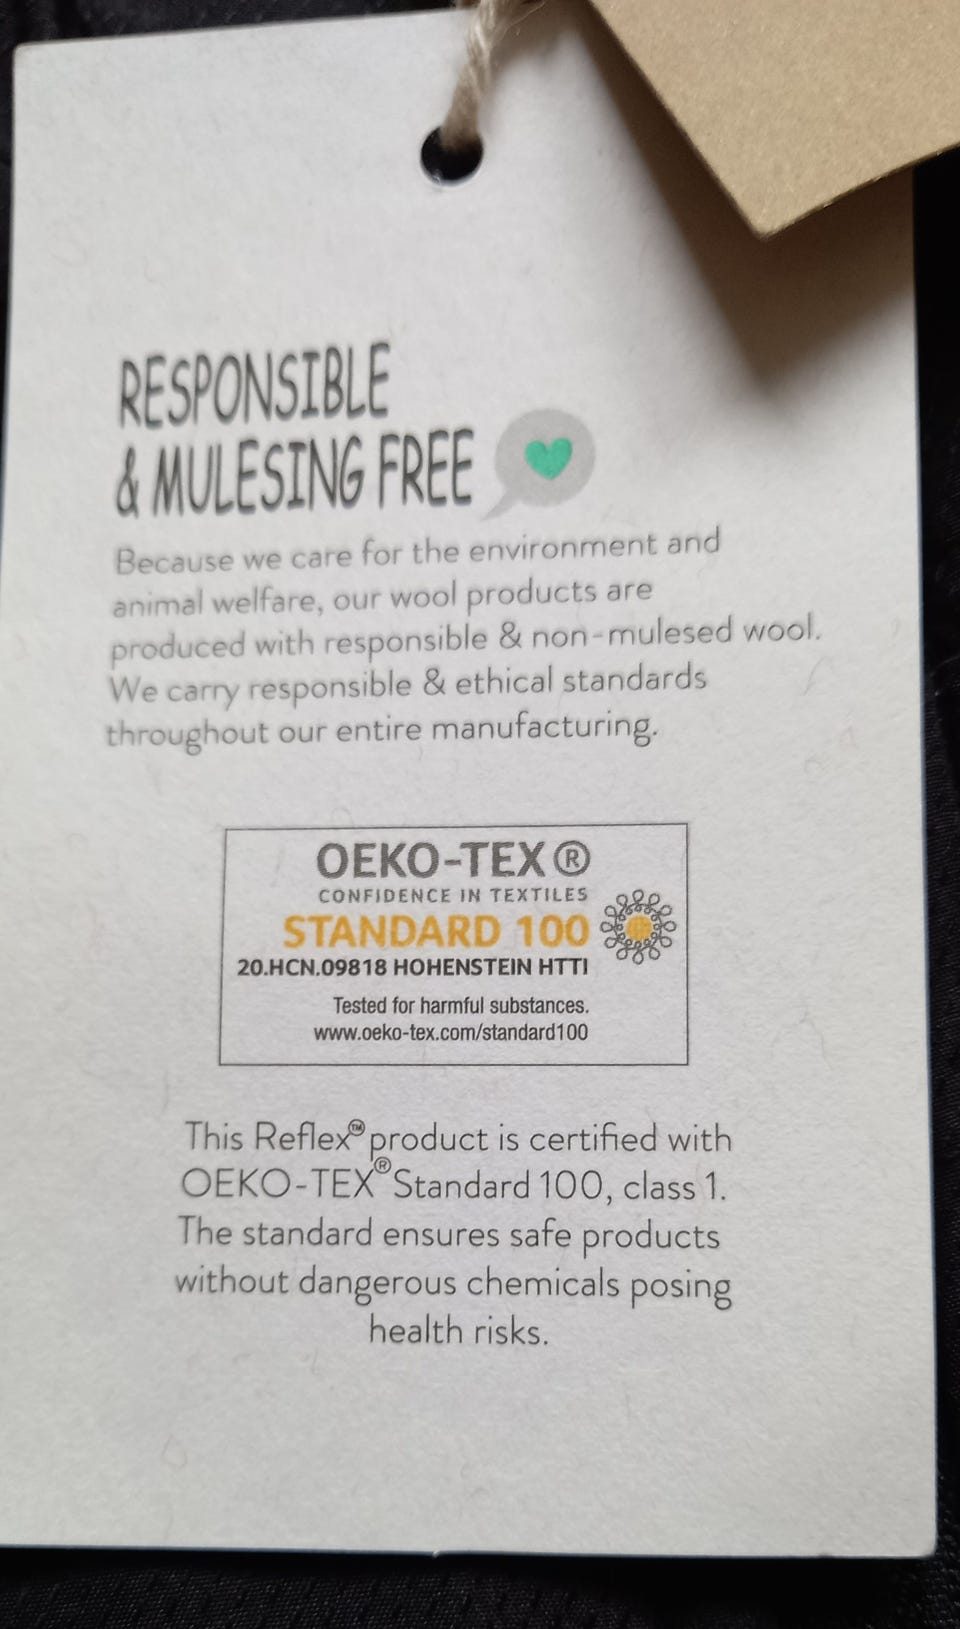 RESPONSIBLE
& MULESING FREE
Because we care for the environment and
animal welfare, our wool products are
produced with responsible & non-mulesed wool.
We carry responsible & ethical standards
throughout our entire manufacturing.
OEKO-TEX®
CONFIDENCE IN TEXTILES
STANDARD 100
20.HCN.09818 HOHENSTEIN HTTI
Tested for harmful substances.
www.oeko-tex.com/standard100
This Reflex™ product is certified with
OEKO-TEX® Standard 100, class 1.
The standard ensures safe products
without dangerous chemicals posing
health risks.